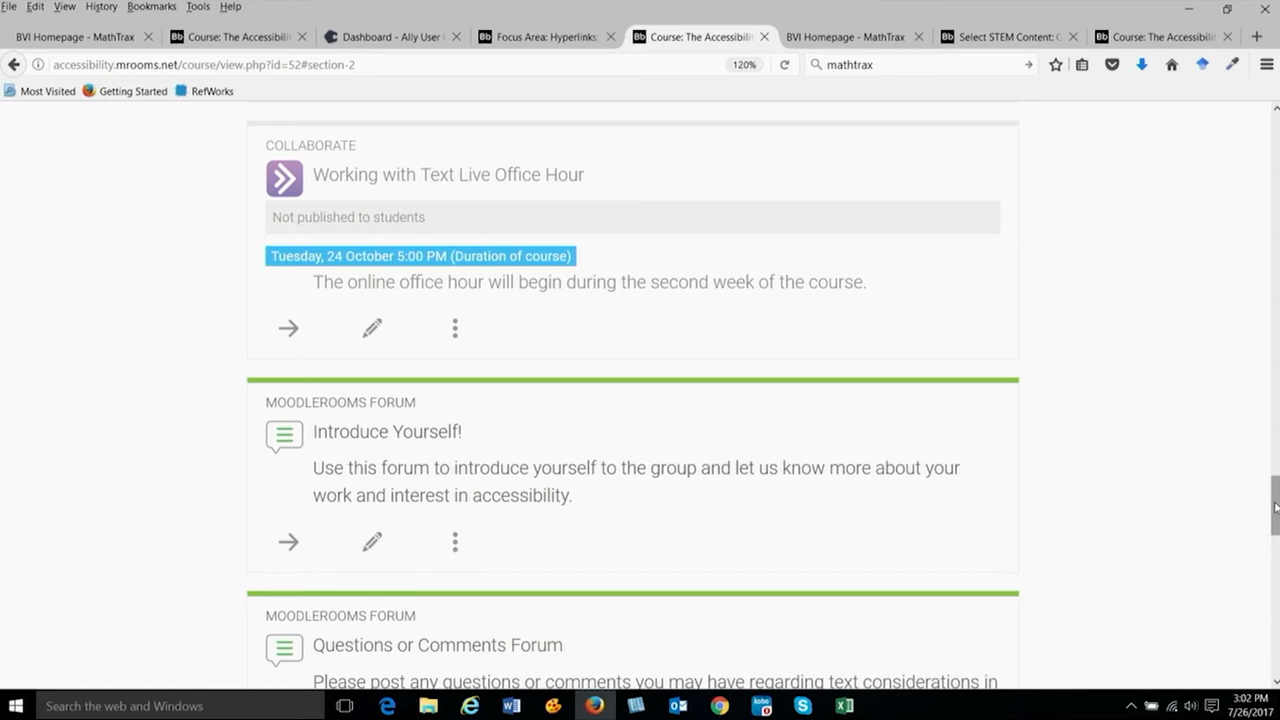 File Edit View History Bookmarks Tools Help
BVI Homepage - MathTrax
Bb Course: The Accessibili
Dashboard - Ally User
Bb Focus Area: Hyperlinks:
Bb Course: The Accessibili
BVI Homepage - MathTrax
Bb Select STEM Content:
Bb Course: The Accessibili
accessibility.mrooms.net/course/view.php?id=52#section-2
120%
mathtrax
Most Visited Getting Started RefWorks
COLLABORATE
Working with Text Live Office Hour
Not published to students
Tuesday, 24 October 5:00 PM (Duration of course)
The online office hour will begin during the second week of the course.
MOODLEROOMS FORUM
Introduce Yourself!
Use this forum to introduce yourself to the group and let us know more about your
work and interest in accessibility.
MOODLEROOMS FORUM
Questions or Comments Forum
Please post any questions or comments you may have regarding text considerations in
Search the web and Windows
kobo
3:02 PM
7/26/2017